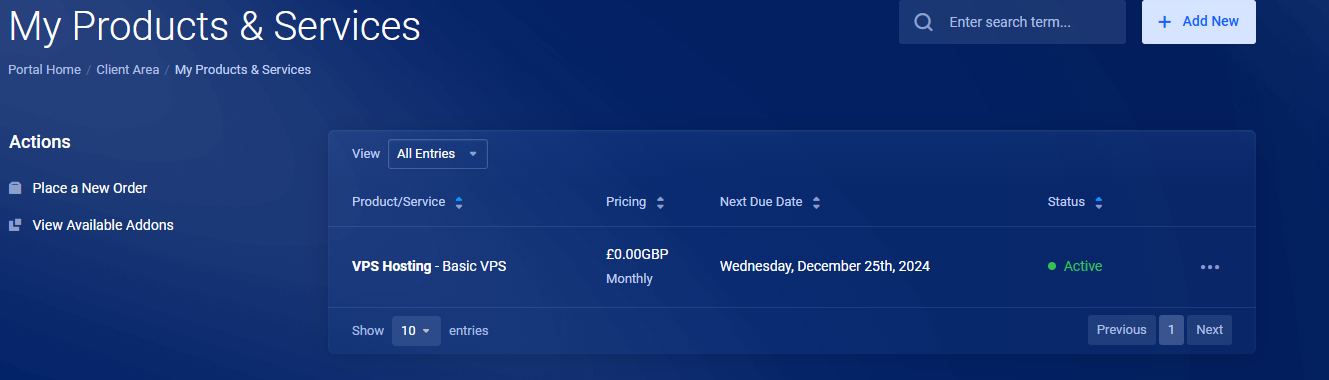 My Products & Services
Enter search term...
Add New
Portal Home / Client Area / My Products & Services
Actions
Place a New Order
View Available Addons
View All Entries
Product/Service Pricing Next Due Date Status
VPS Hosting - Basic VPS £0.00GBP Wednesday, December 25th, 2024 Active
Monthly
Show 10 entries
Previous 1 Next